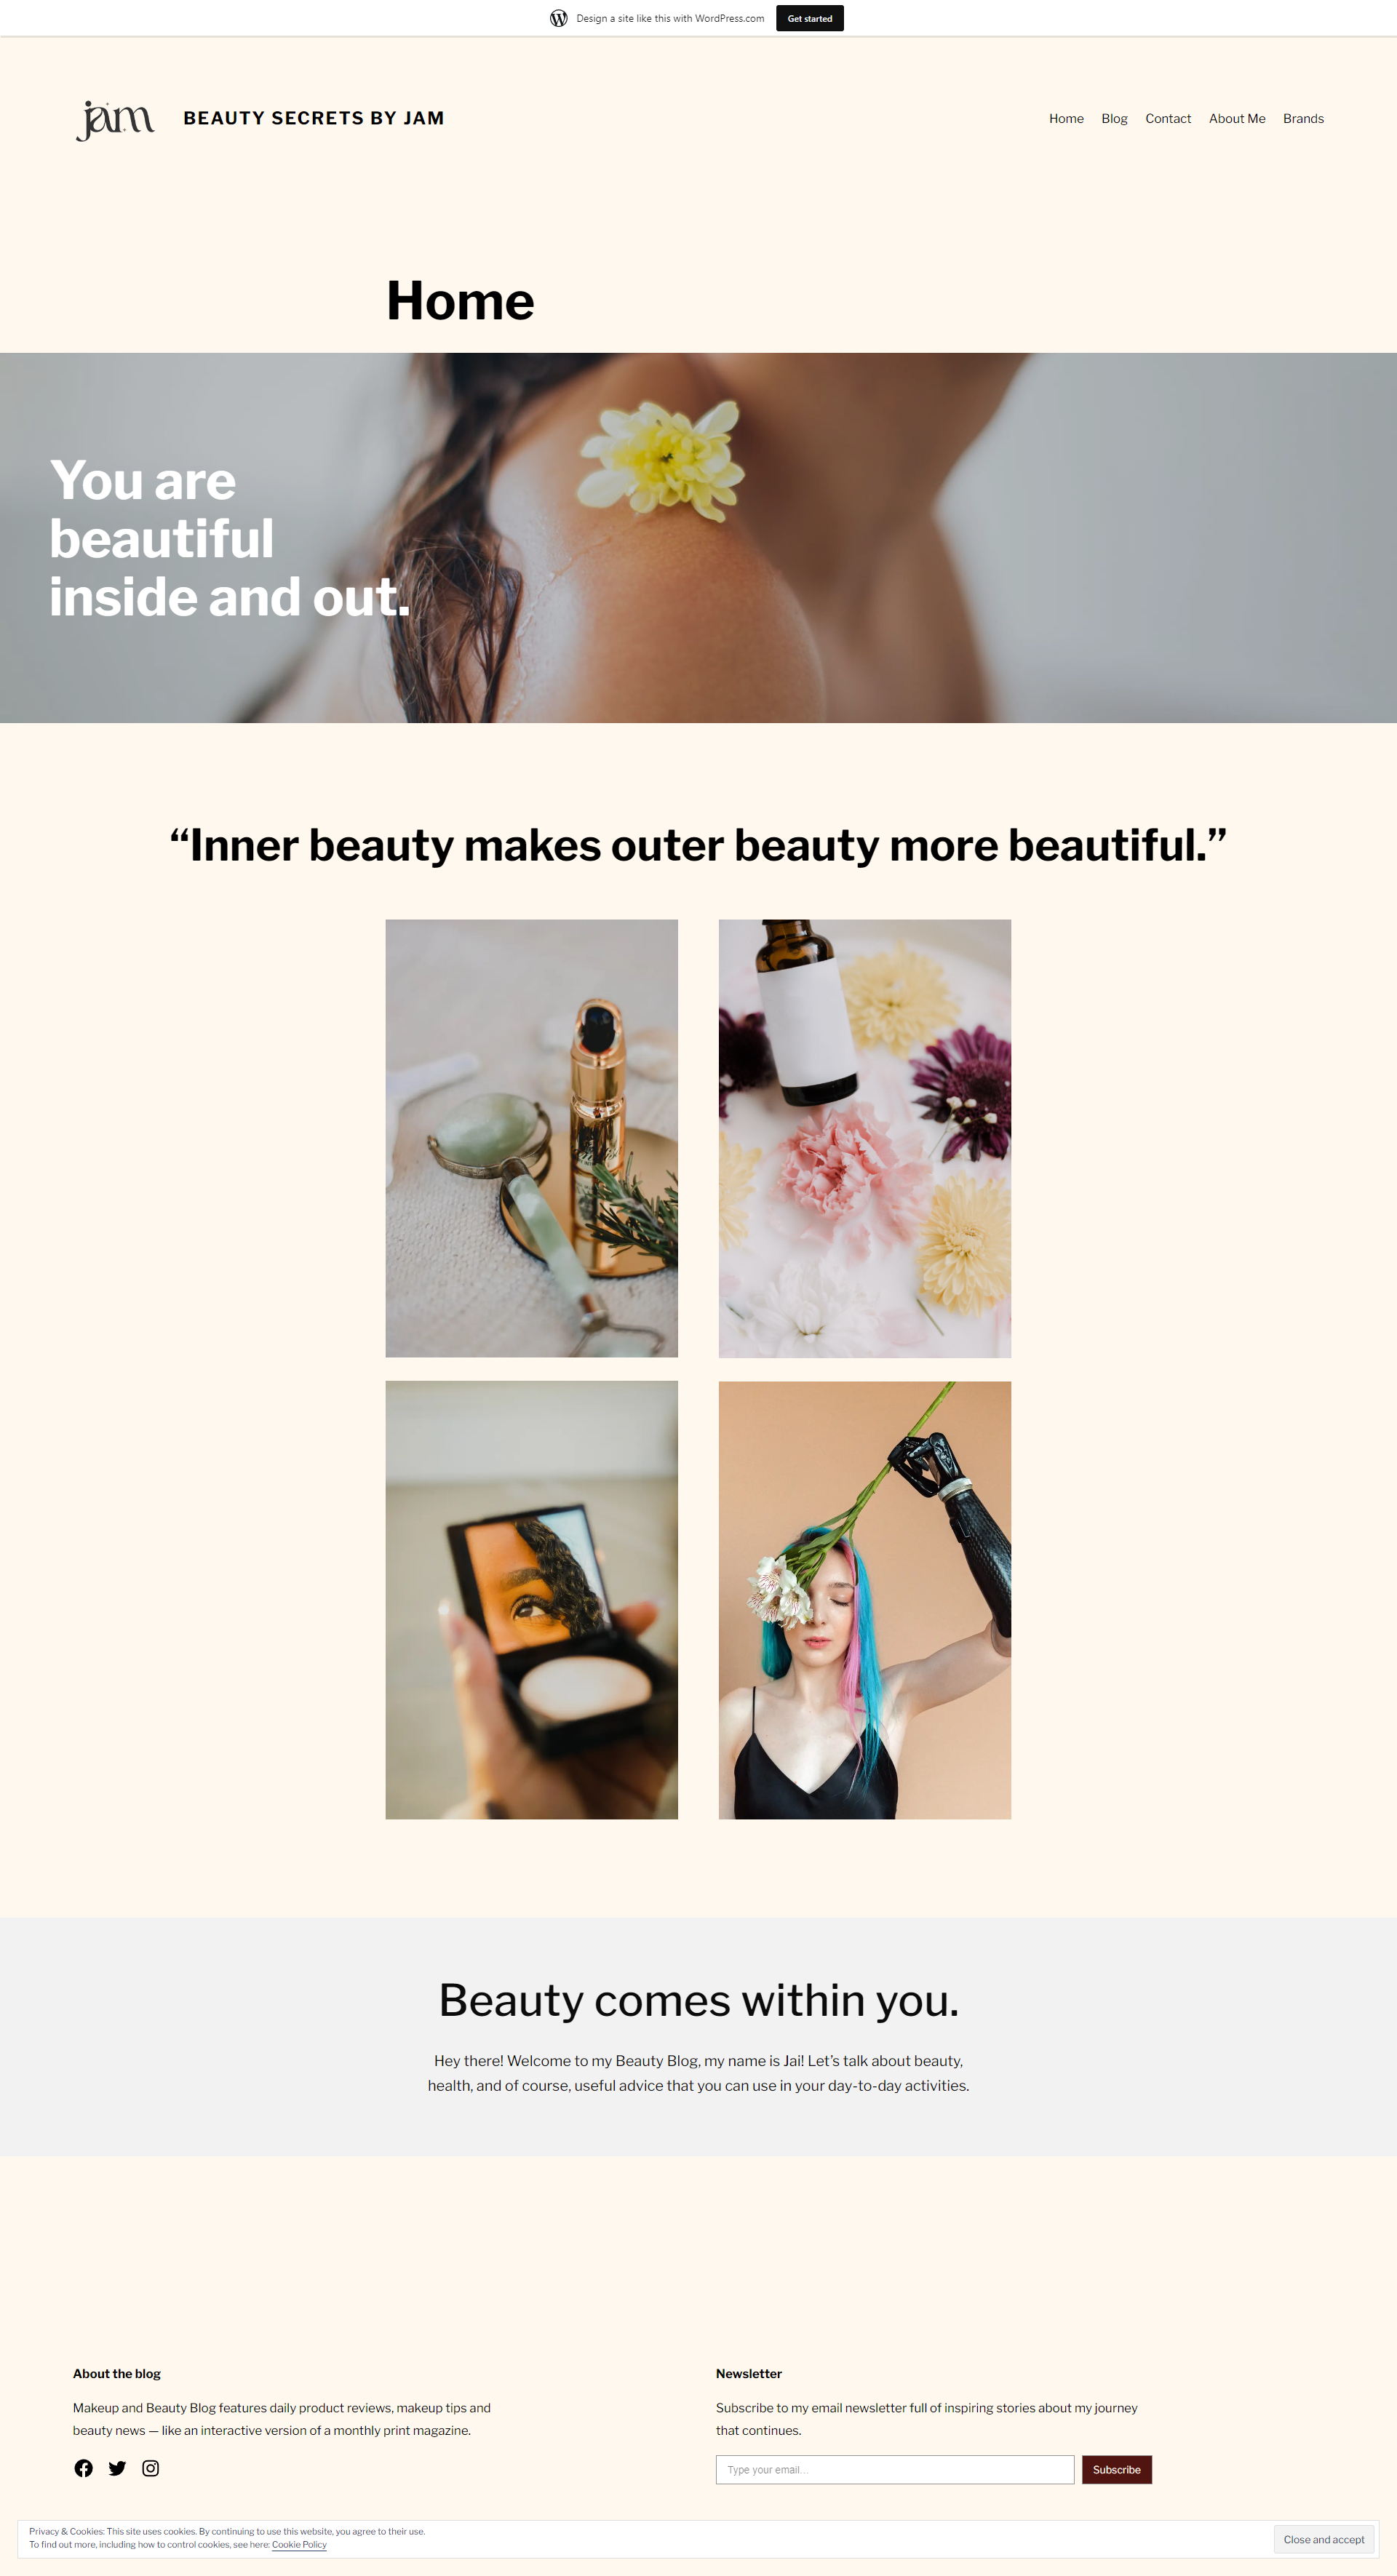 Design a site like this with WordPress.com
Get started
jam
BEAUTY SECRETS BY JAM
Home Blog Contact About Me Brands
Home
You are
beautiful
inside and out.
“Inner beauty makes outer beauty more beautiful.”
Beauty comes within you.
Hey there! Welcome to my Beauty Blog, my name is Jai! Let’s talk about beauty,
health, and of course, useful advice that you can use in your day-to-day activities.
About the blog
Makeup and Beauty Blog features daily product reviews, makeup tips and
beauty news — like an interactive version of a monthly print magazine.
Newsletter
Subscribe to my email newsletter full of inspiring stories about my journey
that continues.
Type your email…
Subscribe
Privacy & Cookies: This site uses cookies. By continuing to use this website, you agree to their use.
To find out more, including how to control cookies, see here: Cookie Policy
Close and accept